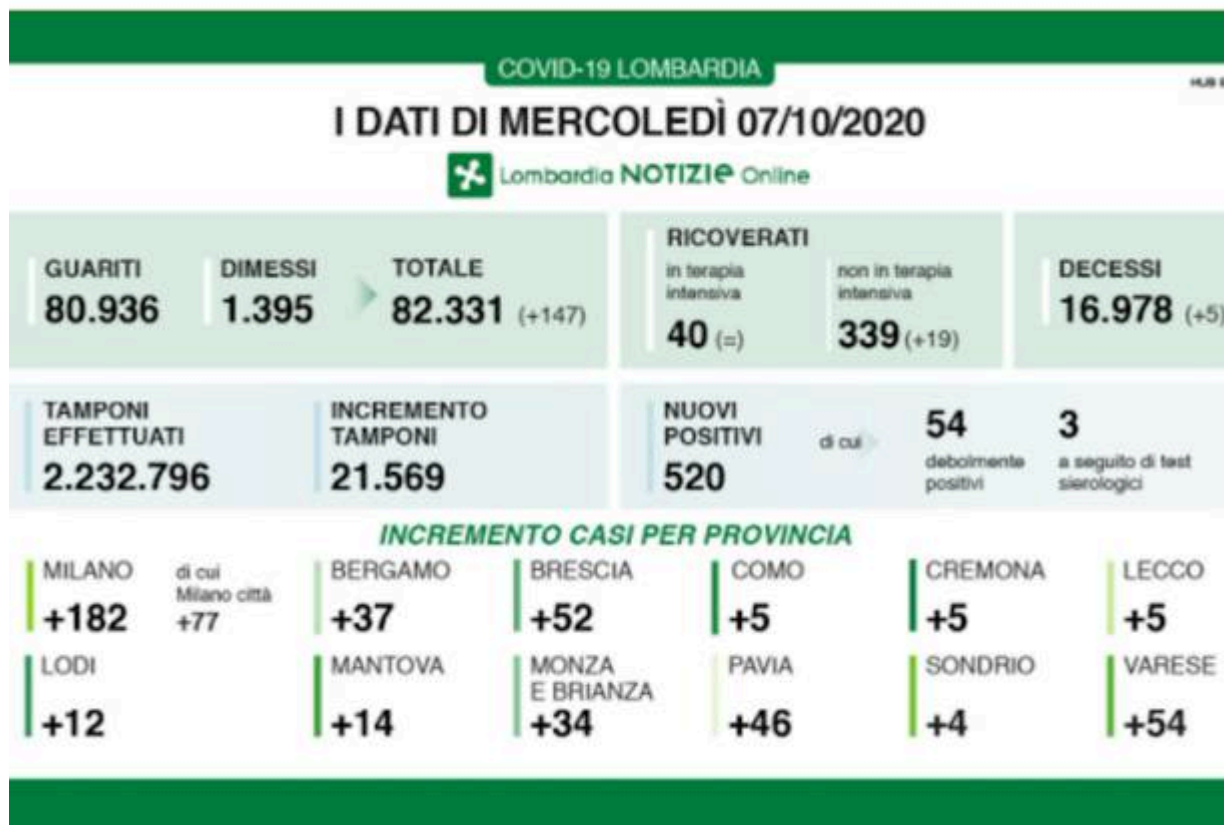 COVID-19 LOMBARDIA
HUB
I DATI DI MERCOLEDÌ 07/10/2020
Lombardia NOTIZIE Online
GUARITI
80.936
DIMESSI
1.395
TOTALE
82.331 (+147)
RICOVERATI
in terapia
intensiva
40 (=)
non in terapia
intensiva
339 (+19)
DECESSI
16.978 (+5)
TAMPONI
EFFETTUATI
2.232.796
INCREMENTO
TAMPONI
21.569
NUOVI
POSITIVI
520
di cui
54
debolmente
positivi
3
a seguito di test
sierologici
INCREMENTO CASI PER PROVINCIA
MILANO
+182
di cui
Milano città
+77
BERGAMO
+37
BRESCIA
+52
COMO
+5
CREMONA
+5
LECCO
+5
LODI
+12
MANTOVA
+14
MONZA
E BRIANZA
+34
PAVIA
+46
SONDRIO
+4
VARESE
+54